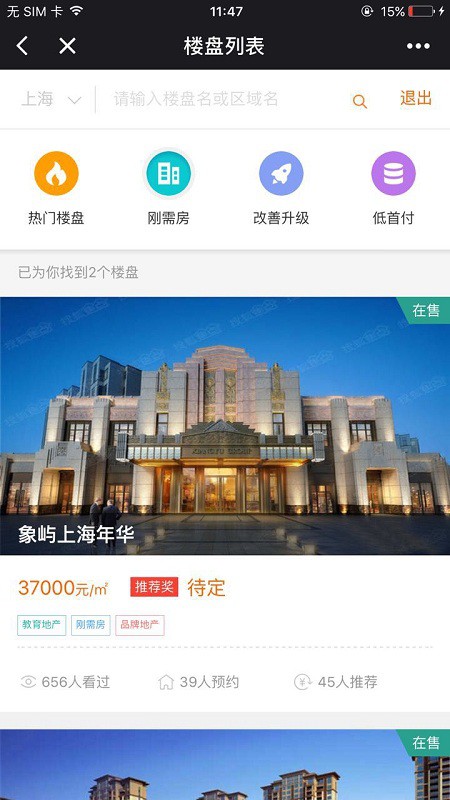 无 SIM 卡
11:47
15%
楼盘列表
上海
请输入楼盘名或区域名
退出
热门楼盘
刚需房
改善升级
低首付
已为你找到2个楼盘
在售
象屿上海年华
37000元/㎡ 推荐奖 待定
教育地产 刚需房 品牌地产
656人看过
39人预约
45人推荐
在售